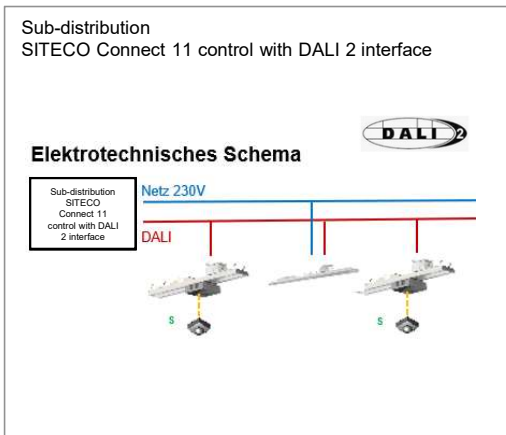 Sub-distribution
SITECO Connect 11 control with DALI 2 interface
DALI 2
Elektrotechnisches Schema
Sub-distribution
SITECO
Connect 11
control with DALI
2 interface
Netz 230V
DALI
S
S